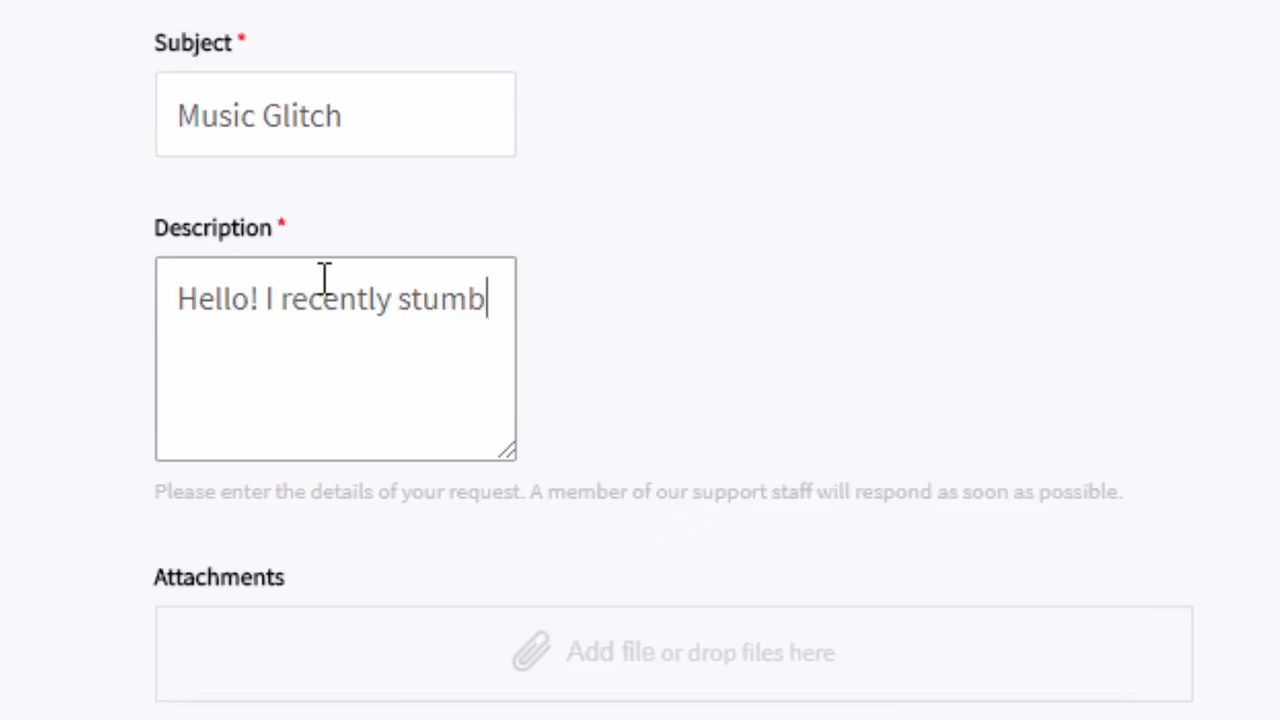 Subject *
Music Glitch
Description *
Hello! I recently stumb
Please enter the details of your request. A member of our support staff will respond as soon as possible.
Attachments
Add file or drop files here